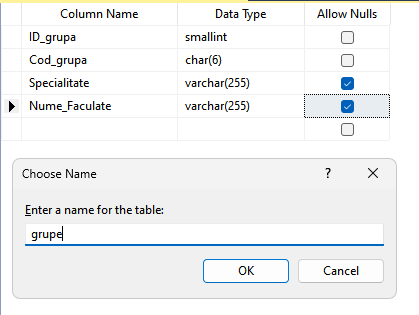 Column Name Data Type Allow Nulls
ID_grupa smallint
Cod_grupa char(6)
Specialitate varchar(255)
Nume_Faculate varchar(255)
Choose Name ?
Enter a name for the table:
grupe
OK Cancel